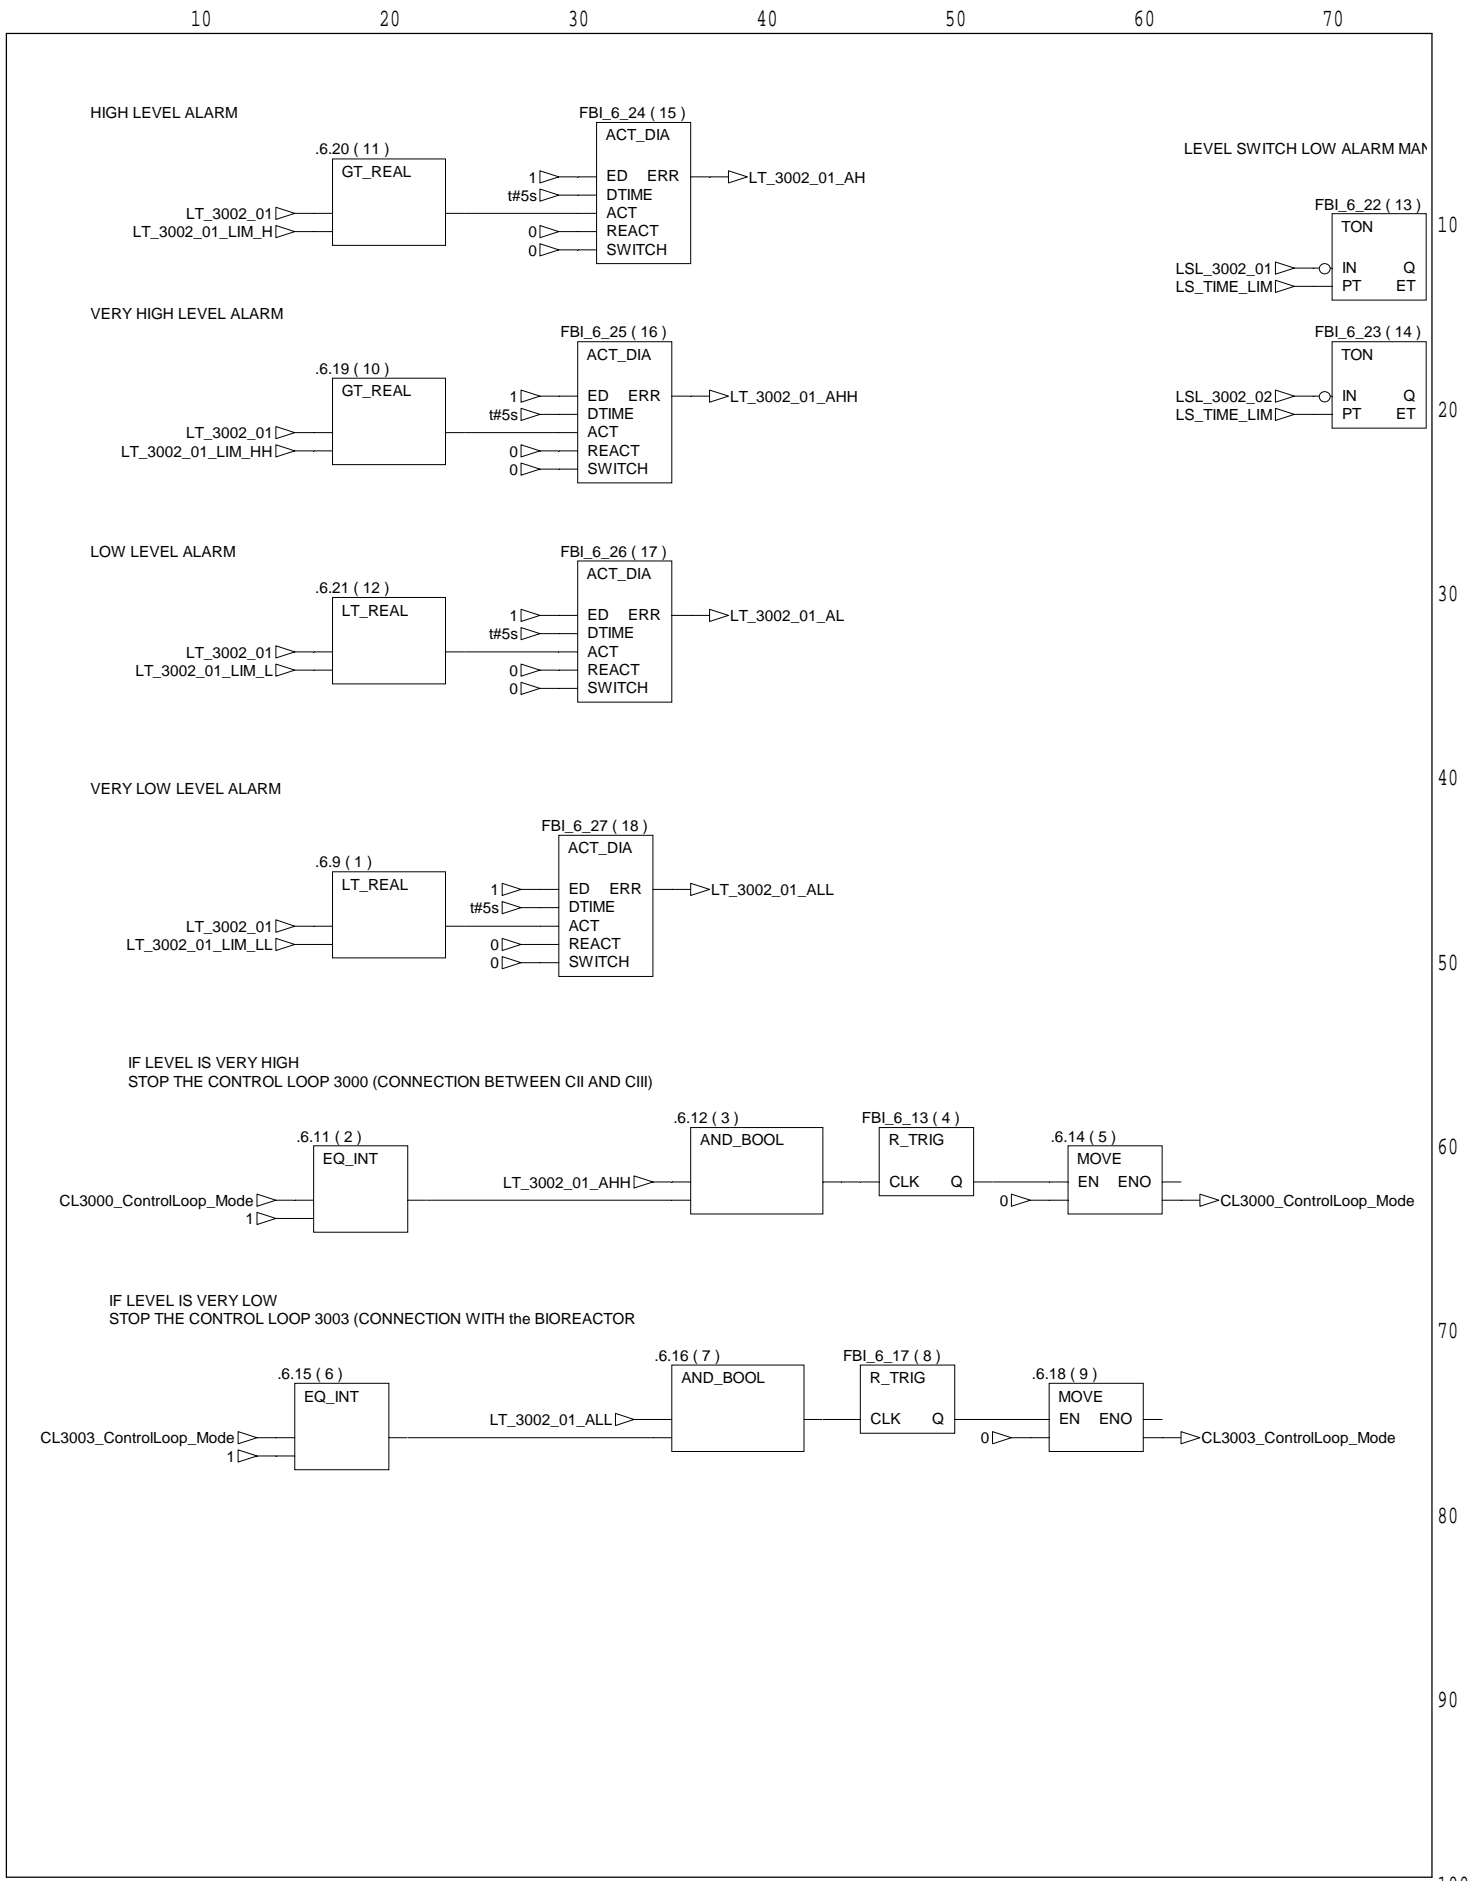 10 20 30 40 50 60 70
HIGH LEVEL ALARM
FBI_6_24 ( 15 )
ACT_DIA
.6.20 ( 11 )
GT_REAL
1 ED ERR LT_3002_01_AH
t#5s DTIME
LT_3002_01 ACT
LT_3002_01_LIM_H 0 REACT
0 SWITCH
LEVEL SWITCH LOW ALARM MAN
FBI_6_22 ( 13 )
10
TON
LSL_3002_01 IN Q
LS_TIME_LIM PT ET
VERY HIGH LEVEL ALARM
FBI_6_25 ( 16 )
ACT_DIA
.6.19 ( 10 )
GT_REAL
1 ED ERR LT_3002_01_AHH
t#5s DTIME
LT_3002_01 ACT
LT_3002_01_LIM_HH 0 REACT
0 SWITCH
FBI_6_23 ( 14 )
TON
LSL_3002_02 IN Q
LS_TIME_LIM PT ET
20
LOW LEVEL ALARM
FBI_6_26 ( 17 )
ACT_DIA
.6.21 ( 12 )
LT_REAL
30
1 ED ERR LT_3002_01_AL
t#5s DTIME
LT_3002_01 ACT
LT_3002_01_LIM_L 0 REACT
0 SWITCH
40
VERY LOW LEVEL ALARM
FBI_6_27 ( 18 )
ACT_DIA
.6.9 ( 1 )
LT_REAL
1 ED ERR LT_3002_01_ALL
t#5s DTIME
LT_3002_01 ACT
LT_3002_01_LIM_LL 0 REACT
0 SWITCH
50
IF LEVEL IS VERY HIGH
STOP THE CONTROL LOOP 3000 (CONNECTION BETWEEN CII AND CIII)
.6.12 ( 3 ) FBI_6_13 ( 4 )
.6.11 ( 2 ) AND_BOOL R_TRIG .6.14 ( 5 )
60
EQ_INT MOVE
LT_3002_01_AHH CLK Q EN ENO
CL3000_ControlLoop_Mode 0 CL3000_ControlLoop_Mode
1
IF LEVEL IS VERY LOW
STOP THE CONTROL LOOP 3003 (CONNECTION WITH the BIOREACTOR
70
.6.16 ( 7 ) FBI_6_17 ( 8 )
.6.15 ( 6 ) AND_BOOL R_TRIG .6.18 ( 9 )
EQ_INT MOVE
LT_3002_01_ALL CLK Q EN ENO
CL3003_ControlLoop_Mode 0 CL3003_ControlLoop_Mode
1
80
90